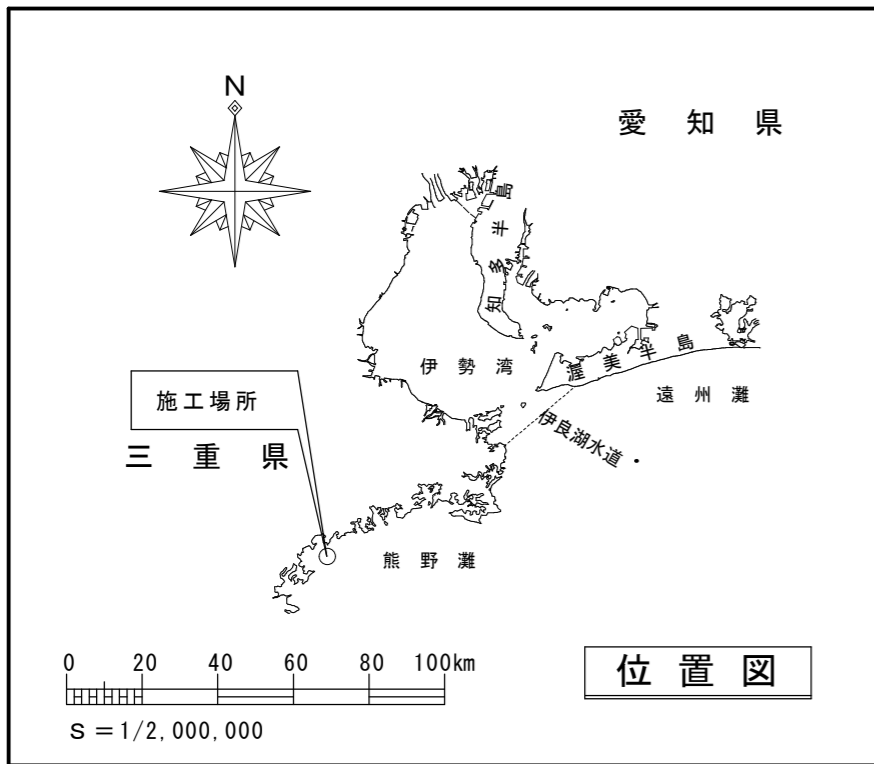 N
愛知県
知多半島
伊勢湾
渥美半島
遠州灘
施工場所
伊良湖水道
三重県
熊野灘
0 20 40 60 80 100km
S=1/2,000,000
位置図